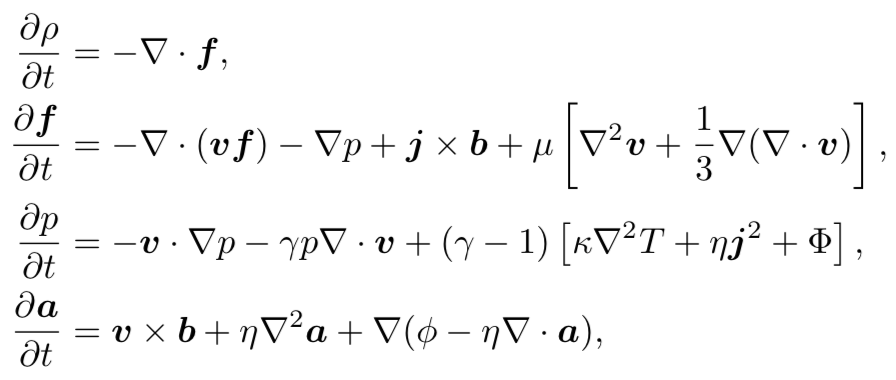 ∂ρ/∂t = −∇ · 𝒇,
∂𝒇/∂t = −∇ · (𝒗𝒇) − ∇p + 𝒋 × 𝒃 + μ [∇²𝒗 + 1/3 ∇(∇ · 𝒗)],
∂p/∂t = −𝒗 · ∇p − γp∇ · 𝒗 + (γ − 1) [κ∇²T + η𝒋² + Φ],
∂𝒂/∂t = 𝒗 × 𝒃 + η∇²𝒂 + ∇(ϕ − η∇ · 𝒂),